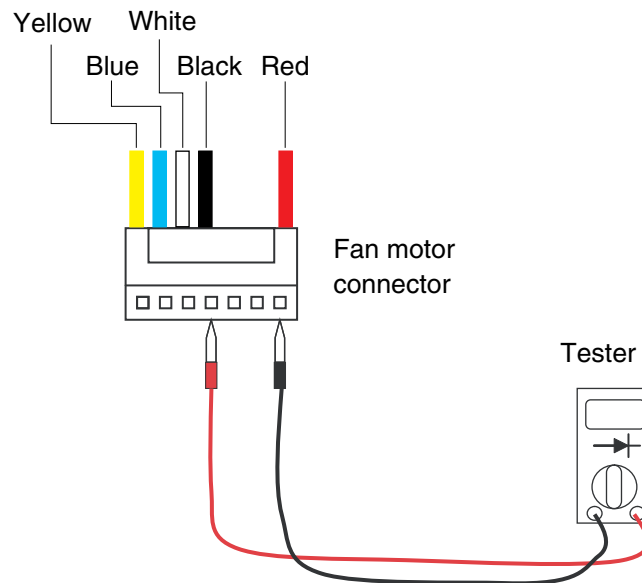 Yellow
White
Blue
Black
Red
Fan motor
connector
Tester